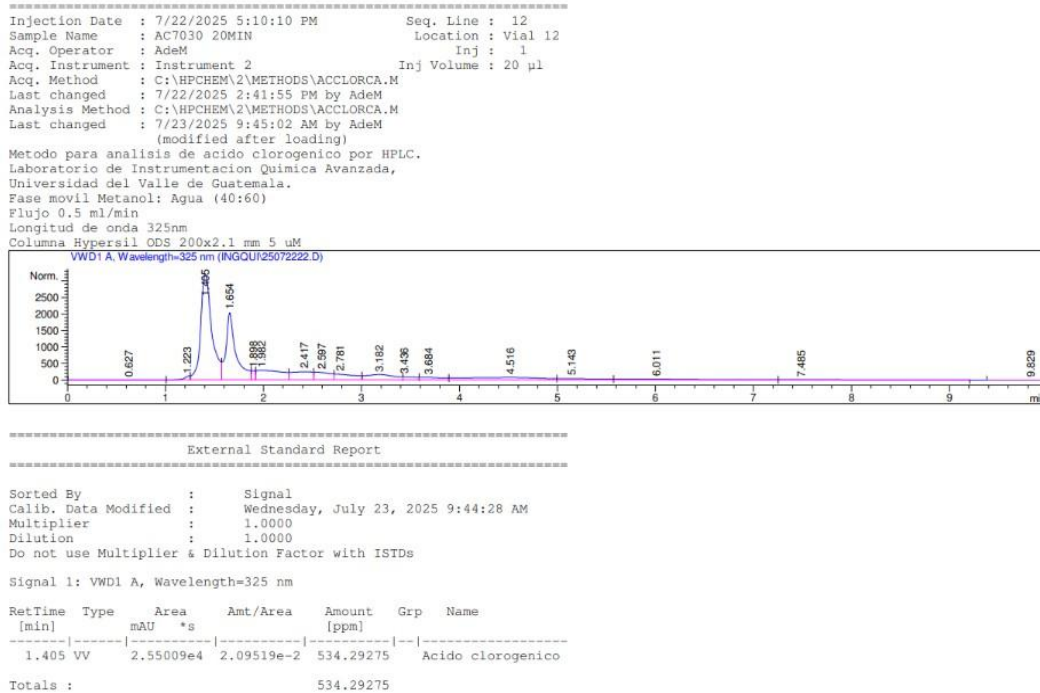 =====================================================================
Injection Date : 7/22/2025 5:10:10 PM Seq. Line : 12
Sample Name : AC7030 20MIN Location : Vial 12
Acq. Operator : AdeM Inj : 1
Acq. Instrument : Instrument 2 Inj Volume : 20 µl
Acq. Method : C:\HPCHEM\2\METHODS\ACCLORCA.M
Last changed : 7/22/2025 2:41:55 PM by AdeM
Analysis Method : C:\HPCHEM\2\METHODS\ACCLORCA.M
Last changed : 7/23/2025 9:45:02 AM by AdeM
(modified after loading)
Metodo para analisis de acido clorogenico por HPLC.
Laboratorio de Instrumentacion Quimica Avanzada,
Universidad del Valle de Guatemala.
Fase movil Metanol: Agua (40:60)
Flujo 0.5 ml/min
Longitud de onda 325nm
Columna Hypersil ODS 200x2.1 mm 5 uM
VWD1 A, Wavelength=325 nm (INGQUI\25072222.D)
Norm.
2500
2000
1500
1000
500
0
0.627 1.223 1.405 1.654 1.898 1.982 2.417 2.597 2.781 3.182 3.436 3.684 4.516 5.143 6.011 7.485 9.829
0 1 2 3 4 5 6 7 8 9 mi
=====================================================================
External Standard Report
=====================================================================
Sorted By : Signal
Calib. Data Modified : Wednesday, July 23, 2025 9:44:28 AM
Multiplier : 1.0000
Dilution : 1.0000
Do not use Multiplier & Dilution Factor with ISTDs
Signal 1: VWD1 A, Wavelength=325 nm
RetTime Type Area Amt/Area Amount Grp Name
[min] mAU *s [ppm]
-------|------|----------|----------|----------|--|------------------
1.405 VV 2.55009e4 2.09519e-2 534.29275 Acido clorogenico
Totals : 534.29275